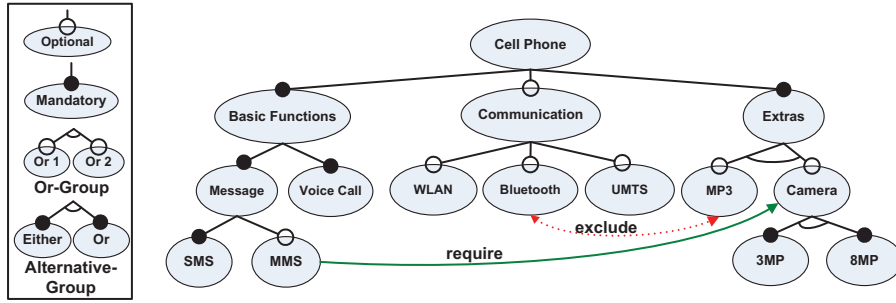 Optional
Mandatory
Or 1 Or 2
Or-Group
Either Or
Alternative-
Group
Cell Phone
Basic Functions Communication Extras
Message Voice Call WLAN Bluetooth UMTS MP3 Camera
exclude
require
SMS MMS 3MP 8MP